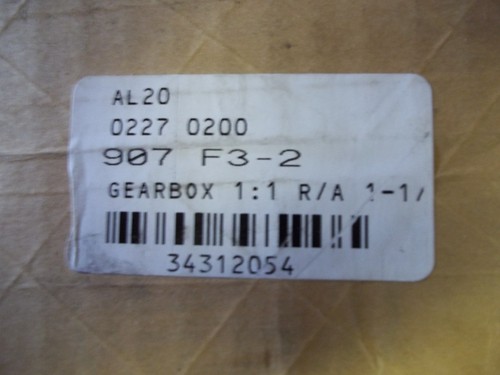 AL20
0227 0200
907 F3-2
GEARBOX 1:1 R/A 1-1/
34312054